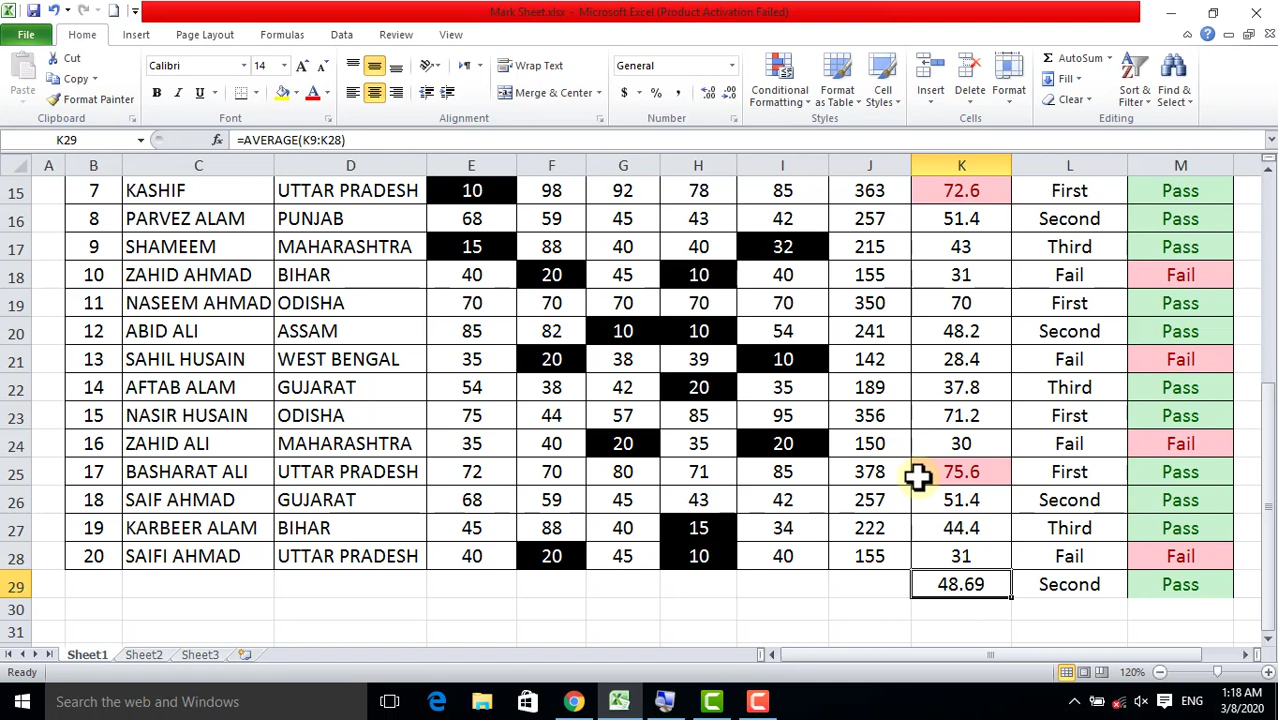 Mark Sheet.xlsx - Microsoft Excel (Product Activation Failed)
File Home Insert Page Layout Formulas Data Review View
Paste Cut Copy Format Painter Clipboard
Calibri 14 A A B I U A Font
Wrap Text Merge & Center Alignment
General $ % , Number
Conditional Formatting Format as Table Cell Styles Styles
Insert Delete Format Cells
Σ AutoSum Fill Clear Sort & Filter Find & Select Editing
K29 fx =AVERAGE(K9:K28)
A B C D E F G H I J K L M
15 7 KASHIF UTTAR PRADESH 10 98 92 78 85 363 72.6 First Pass
16 8 PARVEZ ALAM PUNJAB 68 59 45 43 42 257 51.4 Second Pass
17 9 SHAMEEM MAHARASHTRA 15 88 40 40 32 215 43 Third Pass
18 10 ZAHID AHMAD BIHAR 40 20 45 10 40 155 31 Fail Fail
19 11 NASEEM AHMAD ODISHA 70 70 70 70 70 350 70 First Pass
20 12 ABID ALI ASSAM 85 82 10 10 54 241 48.2 Second Pass
21 13 SAHIL HUSAIN WEST BENGAL 35 20 38 39 10 142 28.4 Fail Fail
22 14 AFTAB ALAM GUJARAT 54 38 42 20 35 189 37.8 Third Pass
23 15 NASIR HUSAIN ODISHA 75 44 57 85 95 356 71.2 First Pass
24 16 ZAHID ALI MAHARASHTRA 35 40 20 35 20 150 30 Fail Fail
25 17 BASHARAT ALI UTTAR PRADESH 72 70 80 71 85 378 75.6 First Pass
26 18 SAIF AHMAD GUJARAT 68 59 45 43 42 257 51.4 Second Pass
27 19 KARBEER ALAM BIHAR 45 88 40 15 34 222 44.4 Third Pass
28 20 SAIFI AHMAD UTTAR PRADESH 40 20 45 10 40 155 31 Fail Fail
29 48.69 Second Pass
30
31
Sheet1 Sheet2 Sheet3
Ready 120%
Search the web and Windows
ENG
1:18 AM
3/8/2020